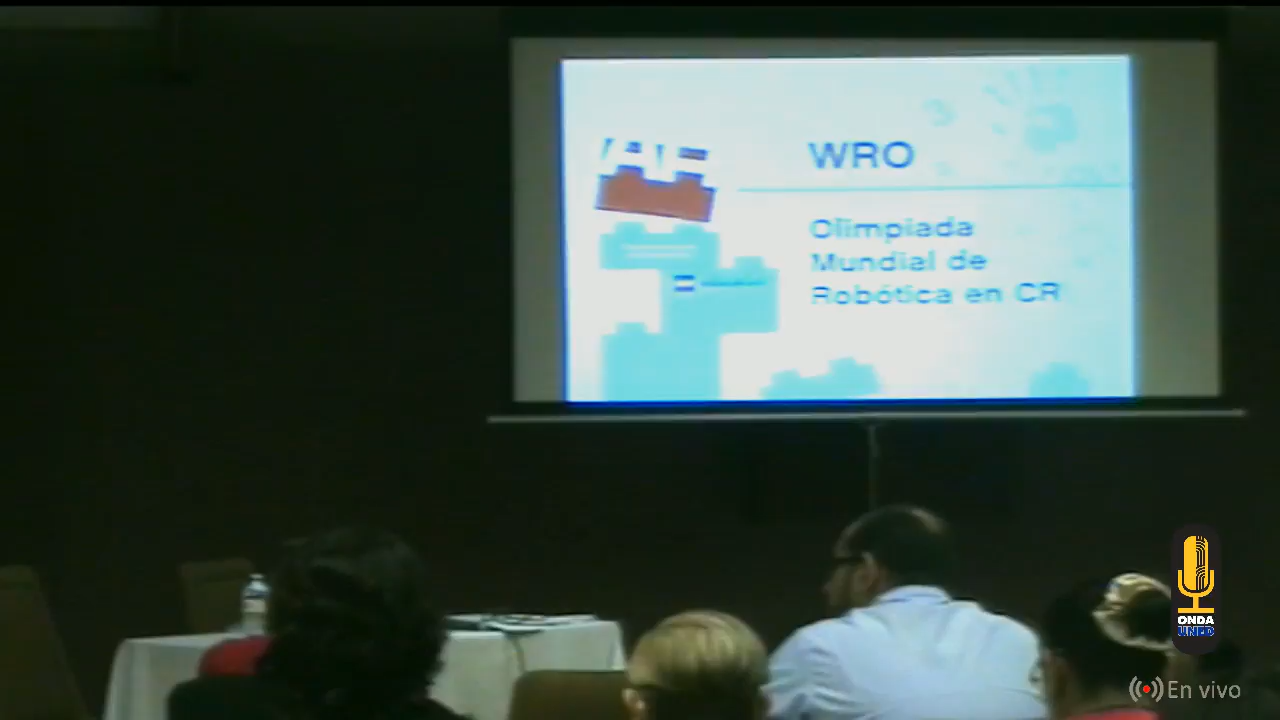 WRO
Olimpiada
Mundial de
Robótica en CR
ONDA
UNED
En vivo